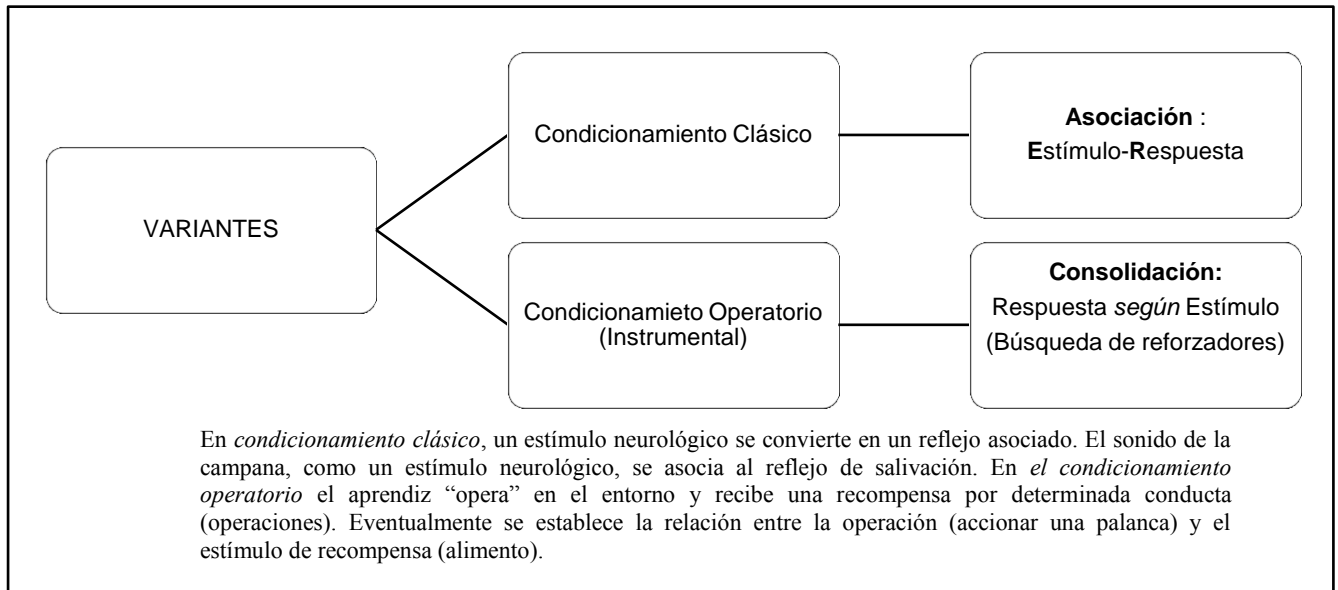 VARIANTES
Condicionamiento Clásico
Asociación :
Estímulo-Respuesta
Condicionamieto Operatorio
(Instrumental)
Consolidación:
Respuesta según Estímulo
(Búsqueda de reforzadores)
En condicionamiento clásico, un estímulo neurológico se convierte en un reflejo asociado. El sonido de la
campana, como un estímulo neurológico, se asocia al reflejo de salivación. En el condicionamiento
operatorio el aprendiz “opera” en el entorno y recibe una recompensa por determinada conducta
(operaciones). Eventualmente se establece la relación entre la operación (accionar una palanca) y el
estímulo de recompensa (alimento).